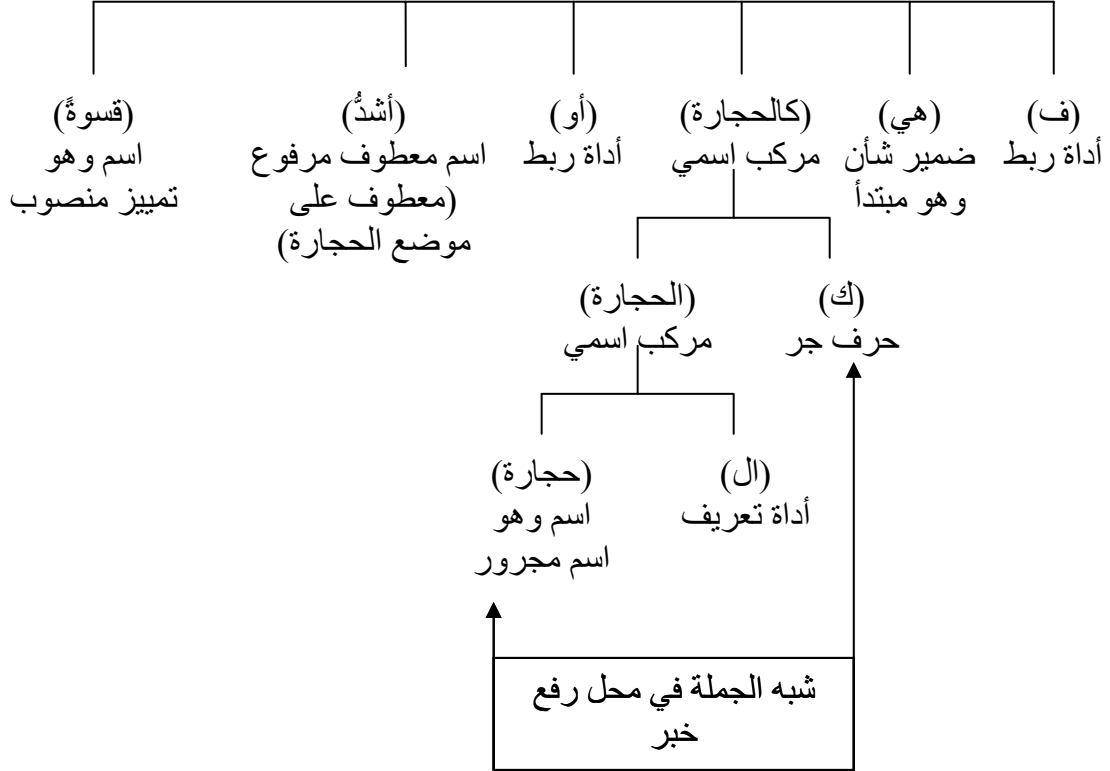 (ف)
أداة ربط
(هي)
ضمير شأن
وهو مبتدأ
(كالحجارة)
مركب اسمي
(أو)
أداة ربط
(أشدُّ)
اسم معطوف مرفوع
(معطوف على
موضع الحجارة)
(قسوةً)
اسم وهو
تمييز منصوب
(ك)
حرف جر
(الحجارة)
مركب اسمي
(ال)
أداة تعريف
(حجارة)
اسم وهو
اسم مجرور
شبه الجملة في محل رفع
خبر